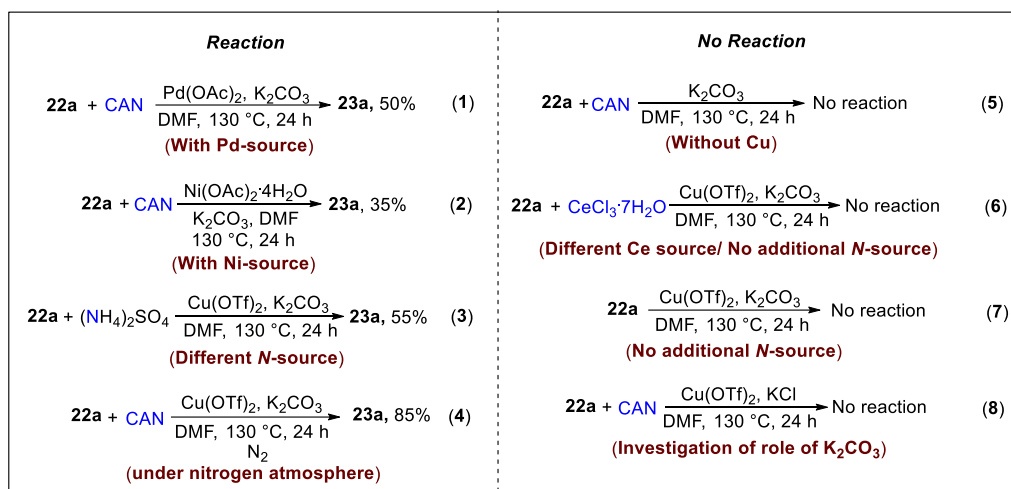 Reaction
22a + CAN Pd(OAc)₂, K₂CO₃ 23a, 50% (1)
DMF, 130 °C, 24 h
(With Pd-source)
22a + CAN Ni(OAc)₂·4H₂O 23a, 35% (2)
K₂CO₃, DMF
130 °C, 24 h
(With Ni-source)
22a + (NH₄)₂SO₄ Cu(OTf)₂, K₂CO₃ 23a, 55% (3)
DMF, 130 °C, 24 h
(Different N-source)
22a + CAN Cu(OTf)₂, K₂CO₃ 23a, 85% (4)
DMF, 130 °C, 24 h
N₂
(under nitrogen atmosphere)
No Reaction
22a +CAN K₂CO₃ No reaction (5)
DMF, 130 °C, 24 h
(Without Cu)
22a + CeCl₃·7H₂O Cu(OTf)₂, K₂CO₃ No reaction (6)
DMF, 130 °C, 24 h
(Different Ce source/ No additional N-source)
22a Cu(OTf)₂, K₂CO₃ No reaction (7)
DMF, 130 °C, 24 h
(No additional N-source)
22a + CAN Cu(OTf)₂, KCl No reaction (8)
DMF, 130 °C, 24 h
(Investigation of role of K₂CO₃)